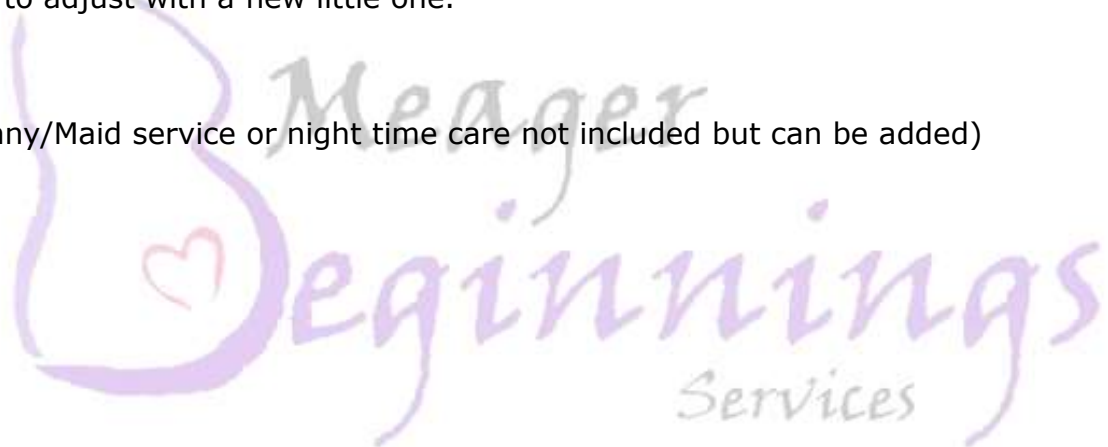 to adjust with a new little one.
Meager
any/Maid service or night time care not included but can be added)
Beginnings
Services